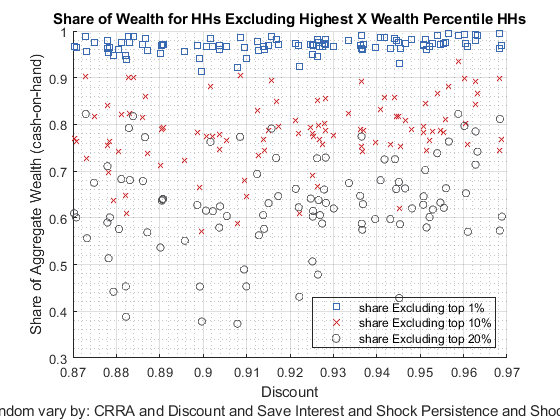 Share of Wealth for HHs Excluding Highest X Wealth Percentile HHs
1
0.9
0.8
0.7
0.6
0.5
0.4
0.3
Share of Aggregate Wealth (cash-on-hand)
share Excluding top 1%
share Excluding top 10%
share Excluding top 20%
0.87 0.88 0.89 0.9 0.91 0.92 0.93 0.94 0.95 0.96 0.97
Discount
ndom vary by: CRRA and Discount and Save Interest and Shock Persistence and Shoc